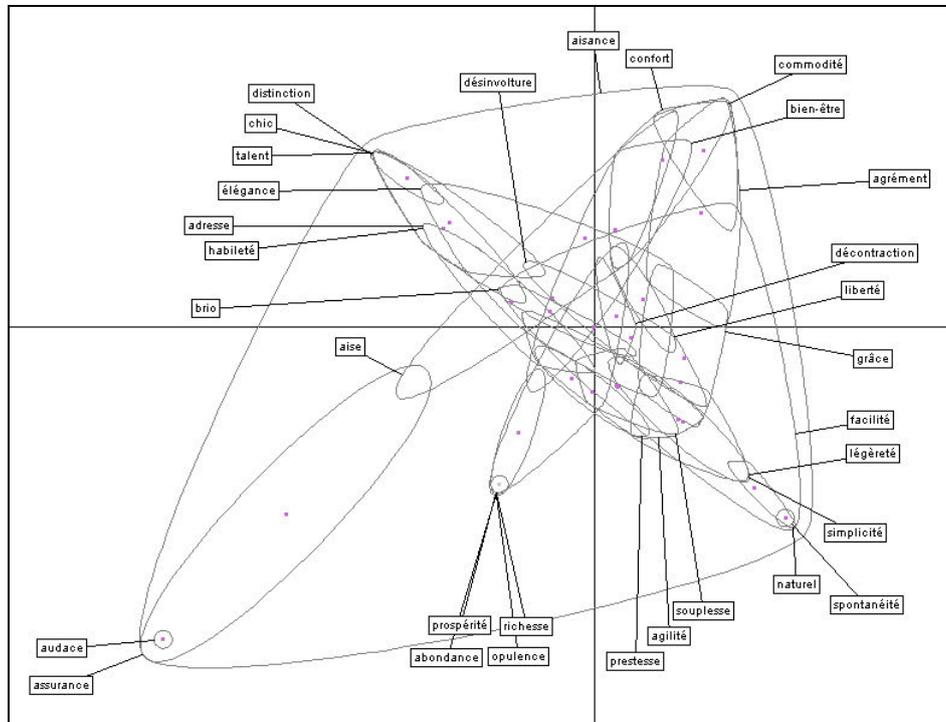 aisance
confort
commodité
désinvolture
distinction
bien-être
chic
talent
agrément
élégance
adresse
habileté
décontraction
liberté
brio
aise
grâce
facilité
légèreté
simplicité
naturel
spontanéité
souplesse
prospérité
richesse
agilité
audace
abondance
opulence
prestesse
assurance